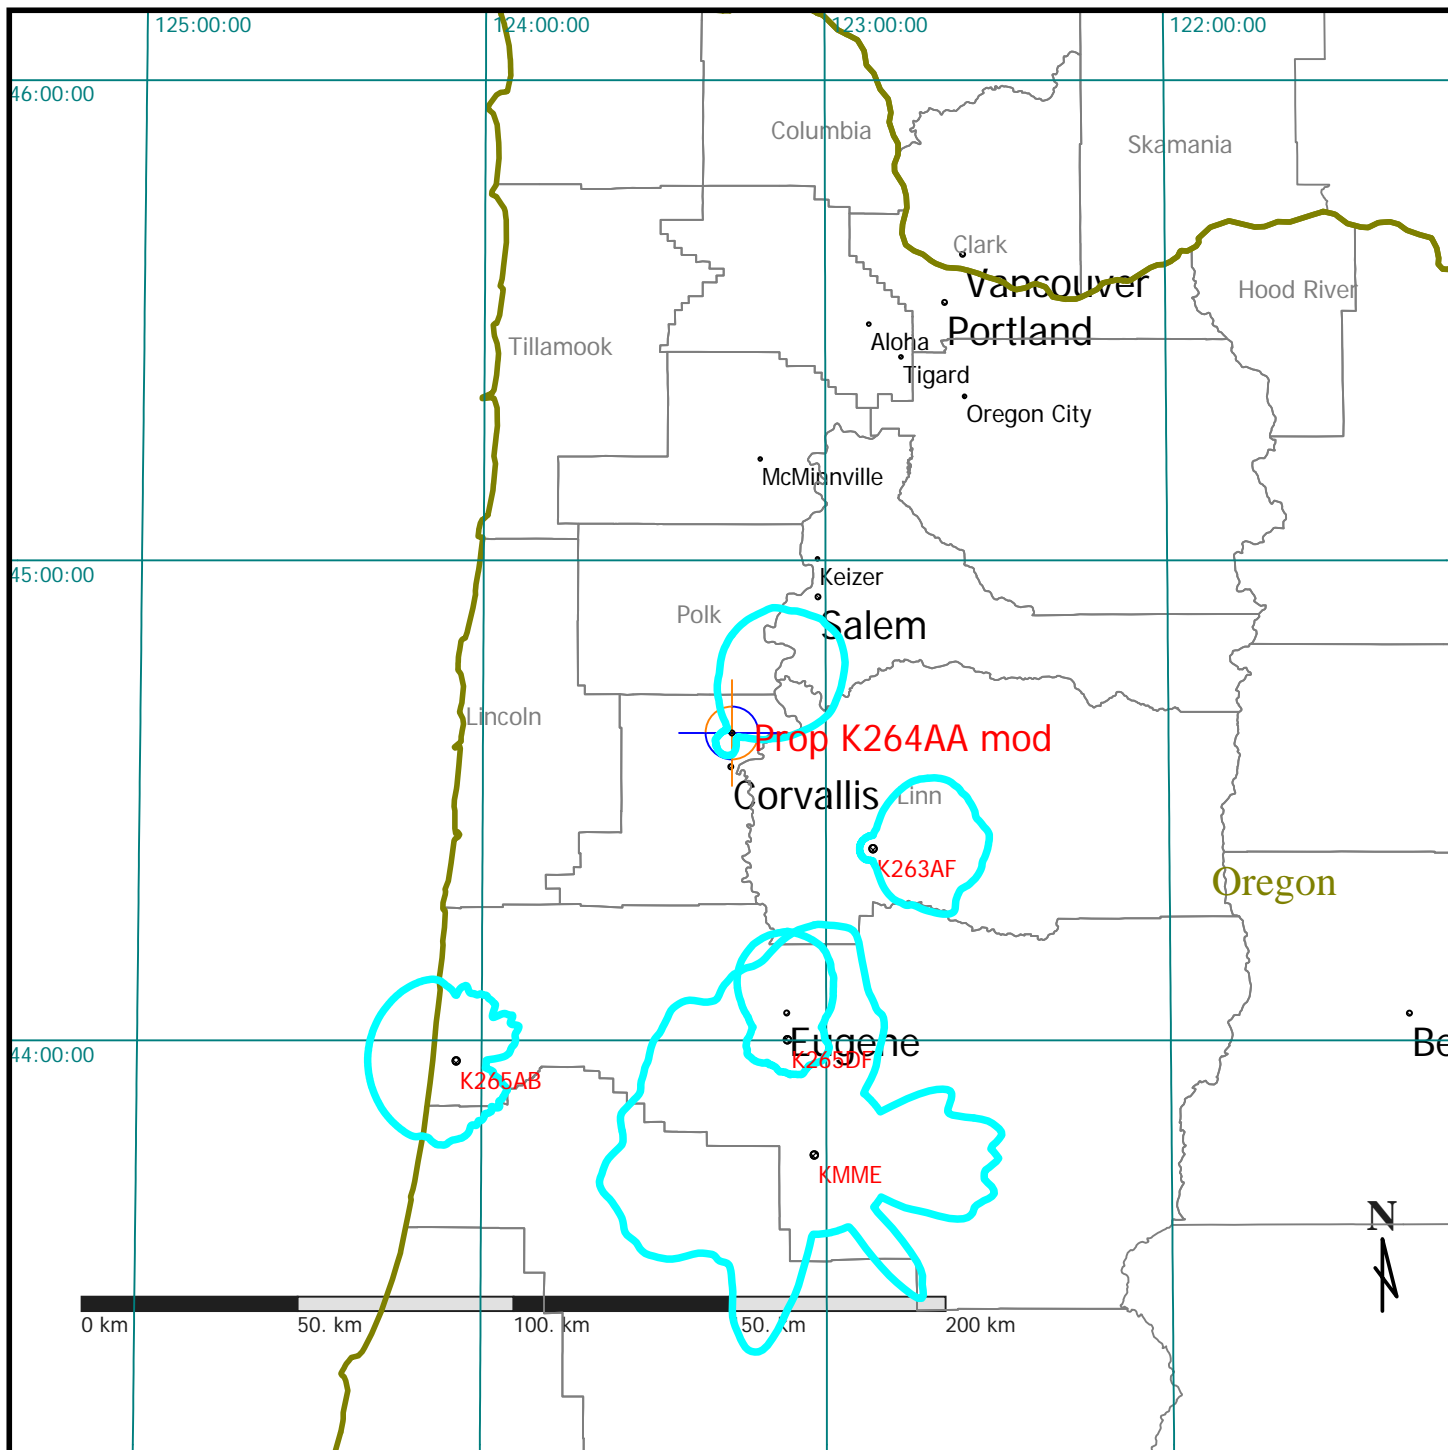 125:00:00
124:00:00
123:00:00
122:00:00
46:00:00
Columbia
Skamania
Clark
Vancouver
Hood River
Portland
Aloha
Tillamook
Tigard
Oregon City
McMinnville
45:00:00
Keizer
Polk
Salem
Lincoln
Prop K264AA mod
Corvallis
Linn
K263AF
Oregon
44:00:00
Eugene
Be
K265DF
K265AB
KMME
N
0 km
50. km
100. km
50. km
200 km